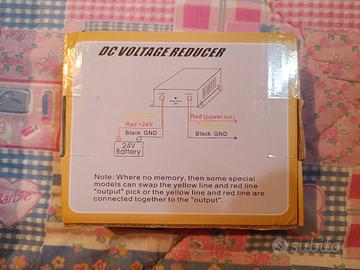 DC VOLTAGE REDUCER
Red +24V
Red (power out)
Black GND
Black GND
24V
Battery
Note: Where no memory, then some special
models can swap the yellow line and red line
"output" pick or the yellow line and red line are
connected together to the "output".
Barbie
subito